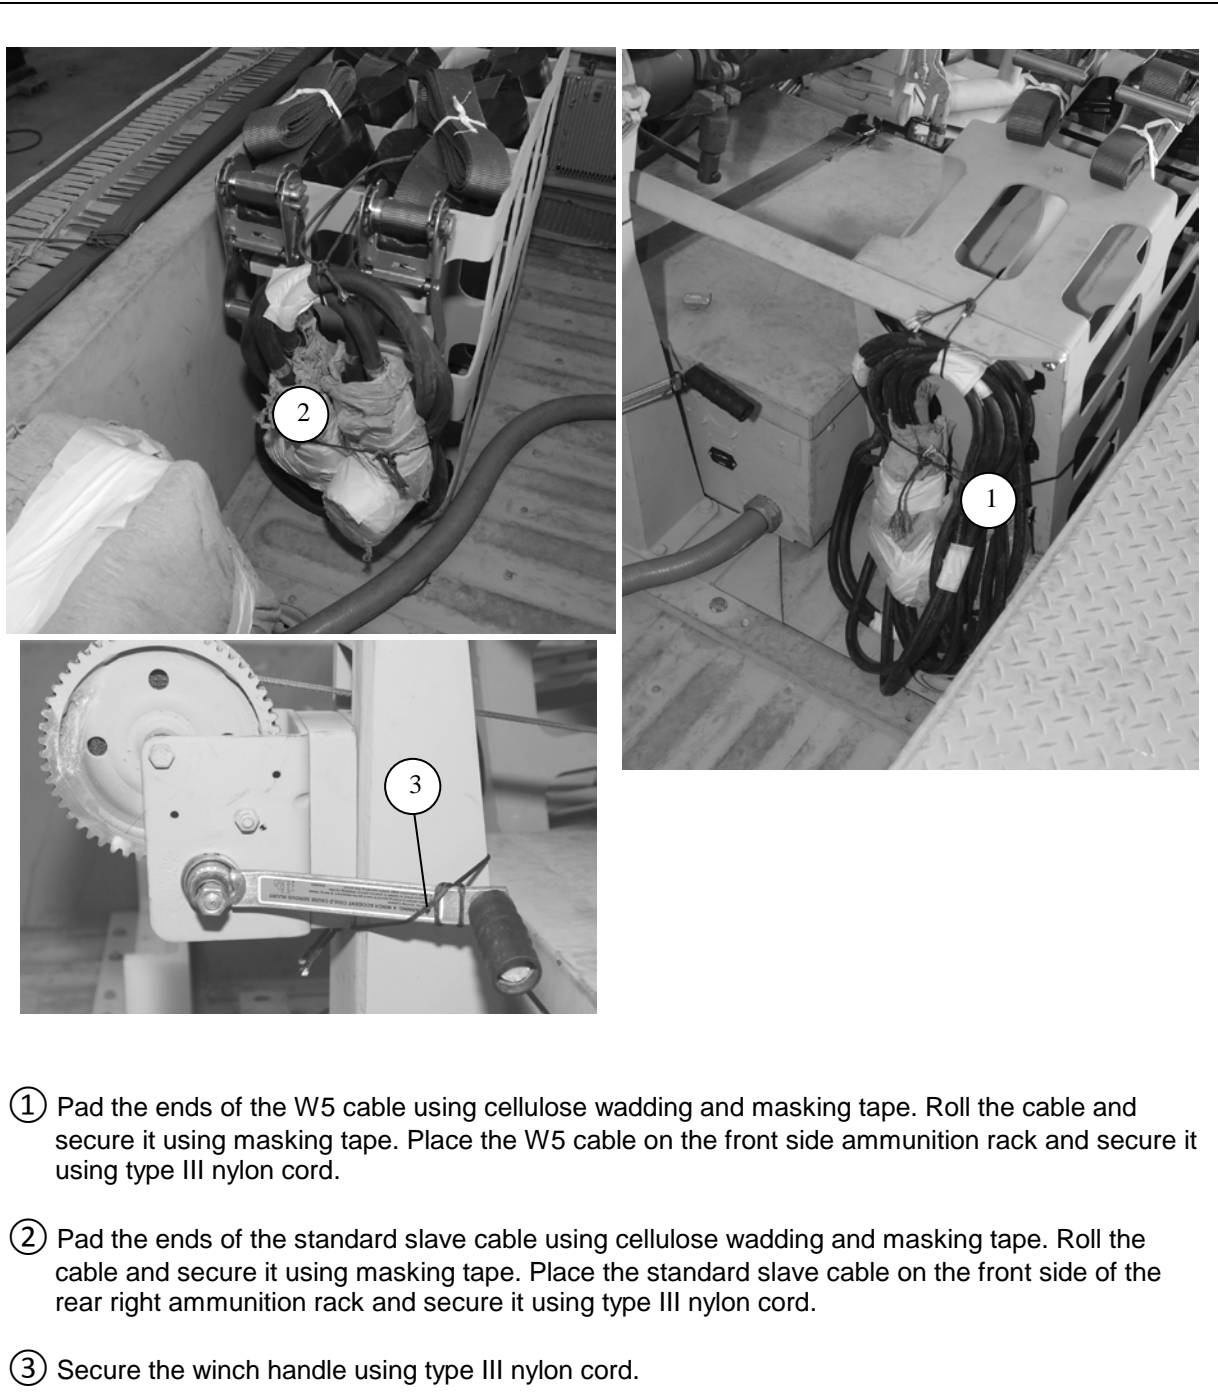 2
1
3
① Pad the ends of the W5 cable using cellulose wadding and masking tape. Roll the cable and
secure it using masking tape. Place the W5 cable on the front side ammunition rack and secure it
using type III nylon cord.
② Pad the ends of the standard slave cable using cellulose wadding and masking tape. Roll the
cable and secure it using masking tape. Place the standard slave cable on the front side of the
rear right ammunition rack and secure it using type III nylon cord.
③ Secure the winch handle using type III nylon cord.